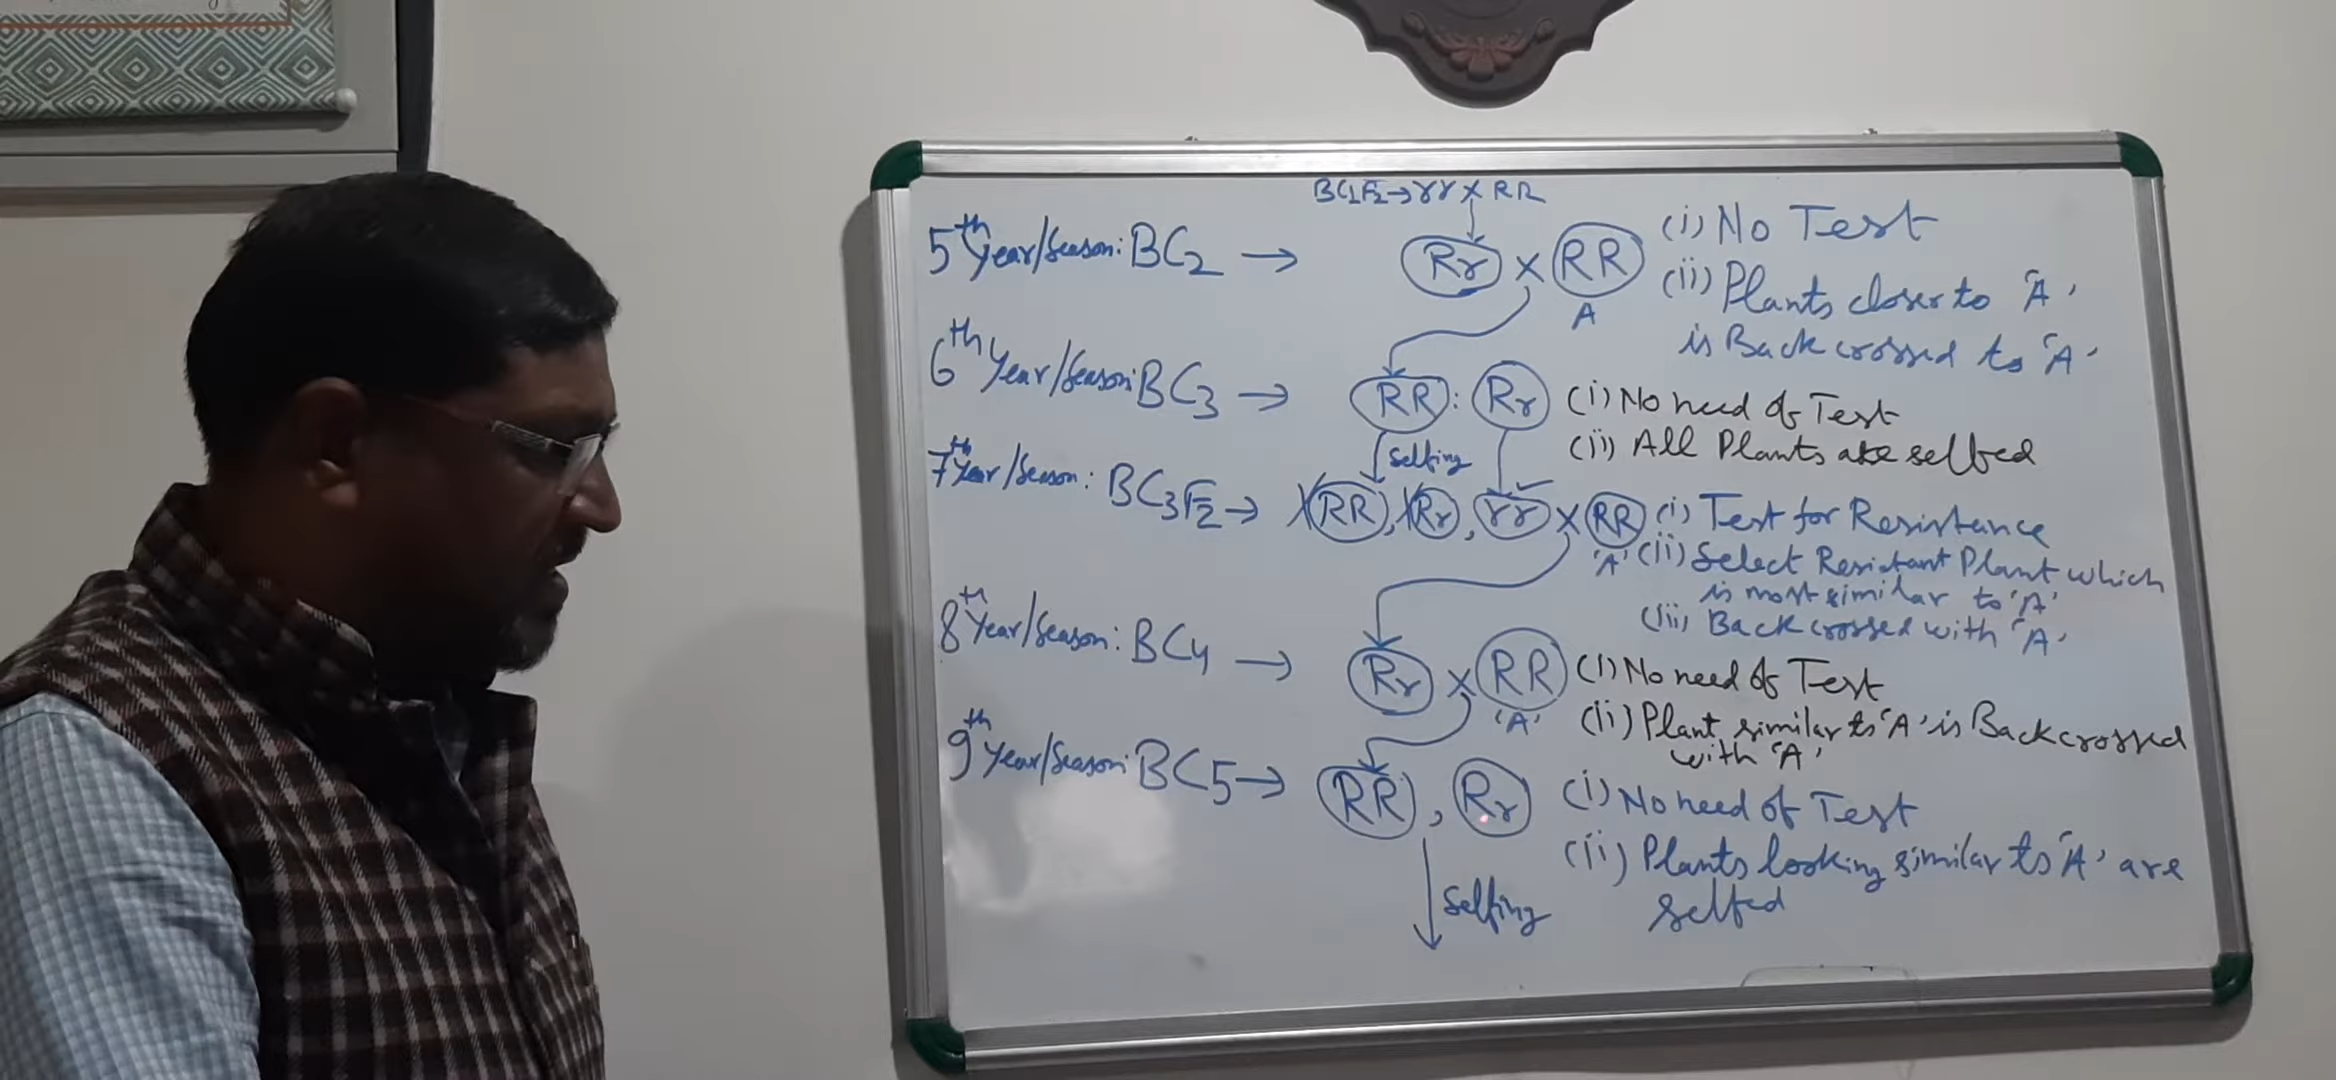 BC1F2→rr × RR
5th Year/Season: BC2 → Rr × RR (i) No Test
A
(ii) Plants closer to 'A'
is Back crossed to 'A'
6th Year/Season: BC3 → RR : Rr (i) No need of Test
(ii) All Plants are selfed
Selfing
7th Year/Season: BC3F2 → RR, Rr, rr × RR (i) Test for Resistance
'A' (ii) Select Resistant Plant which
is most similar to 'A'
(iii) Back crossed with 'A'
8th Year/Season: BC4 → Rr × RR (i) No need of Test
'A' (ii) Plant similar to 'A' is Backcrossed
with 'A'
9th Year/Season: BC5 → RR, Rr (i) No need of Test
(ii) Plants looking similar to 'A' are
selfed
Selfing